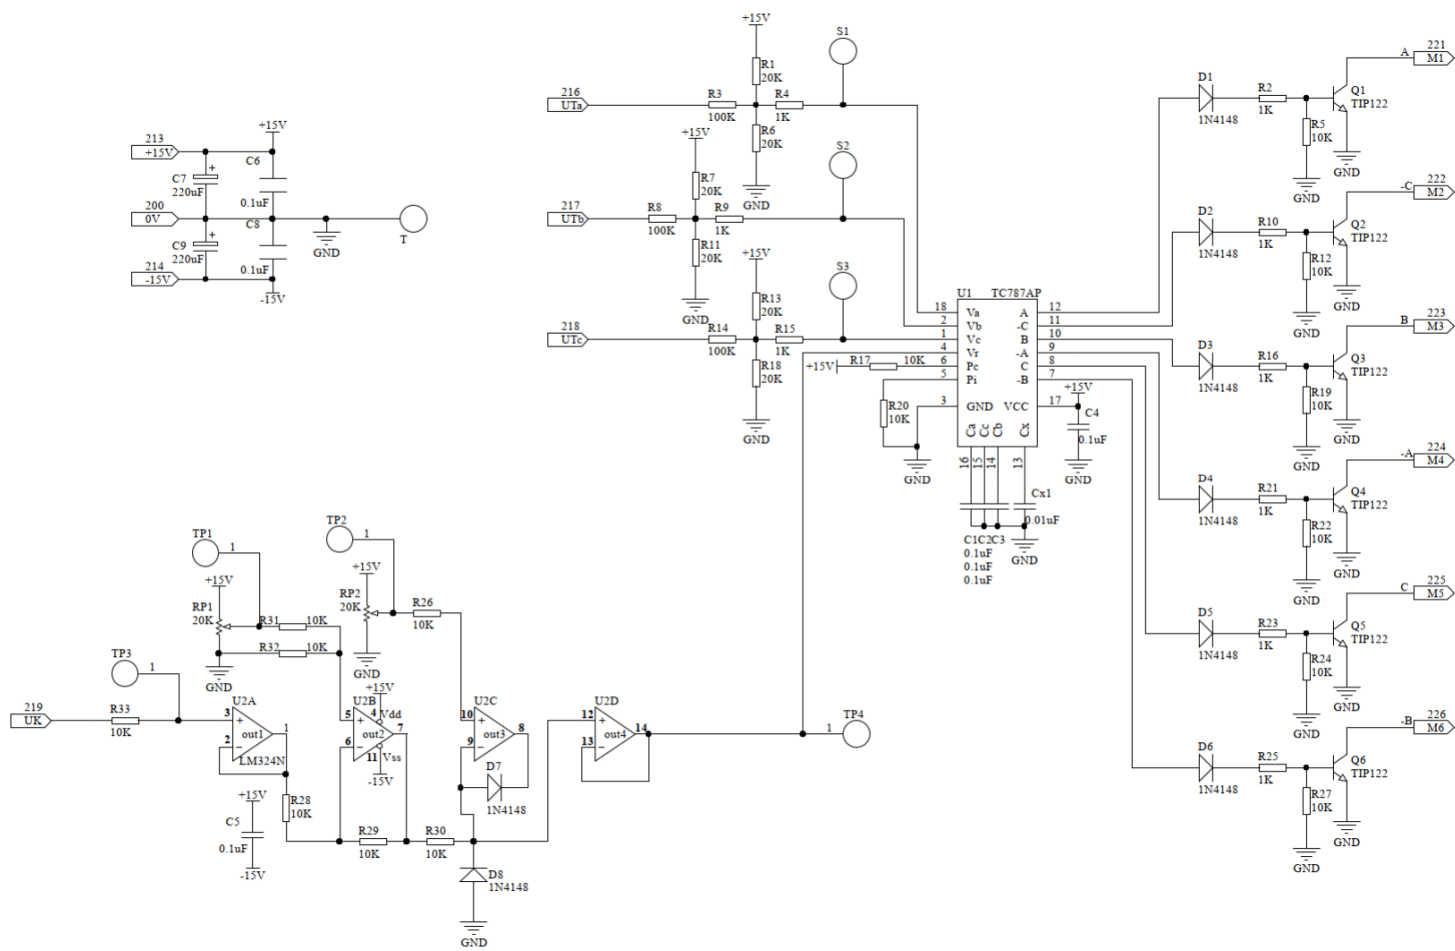 +15V
S1
221
A
M1
R1
20K
D1
R2
Q1
TIP122
216
UTa
R3
100K
R4
1K
1N4148
1K
R5
10K
R6
20K
GND
GND
GND
+15V
213
+15V
C6
C7
220uF
0.1uF
+
200
0V
C8
T
GND
C9
220uF
0.1uF
+
214
-15V
-15V
+15V
S2
R7
20K
217
UTb
R8
100K
R9
1K
R11
20K
GND
222
-C
M2
D2
R10
Q2
TIP122
1N4148
1K
R12
10K
GND
GND
+15V
S3
R13
20K
218
UTc
R14
100K
R15
1K
R18
20K
GND
U1
TC787AP
18
Va
A
12
2
Vb
-C
11
1
Vc
B
10
4
Vr
-A
9
6
Pc
C
8
5
Pi
-B
7
3
GND
VCC
17
Ca
Cc
Cb
Cx
16
15
14
13
+15V
R17
10K
R20
10K
GND
+15V
C4
0.1uF
GND
Cx1
0.01uF
C1C2C3
0.1uF
0.1uF
0.1uF
GND
223
B
M3
D3
R16
Q3
TIP122
1N4148
1K
R19
10K
GND
GND
224
-A
M4
D4
R21
Q4
TIP122
1N4148
1K
R22
10K
GND
GND
225
C
M5
D5
R23
Q5
TIP122
1N4148
1K
R24
10K
GND
GND
226
-B
M6
D6
R25
Q6
TIP122
1N4148
1K
R27
10K
GND
GND
TP1
1
TP2
1
+15V
RP1
20K
R31
10K
R32
10K
GND
+15V
RP2
20K
R26
10K
GND
TP3
1
219
UK
R33
10K
U2A
3
+
2
−
out1
1
LM324N
U2B
+15V
5
+
4
Vdd
6
−
out2
7
11
Vss
-15V
U2C
10
+
9
−
out3
8
D7
1N4148
U2D
12
+
13
−
out4
14
1
TP4
R28
10K
+15V
C5
0.1uF
-15V
R29
10K
R30
10K
D8
1N4148
GND